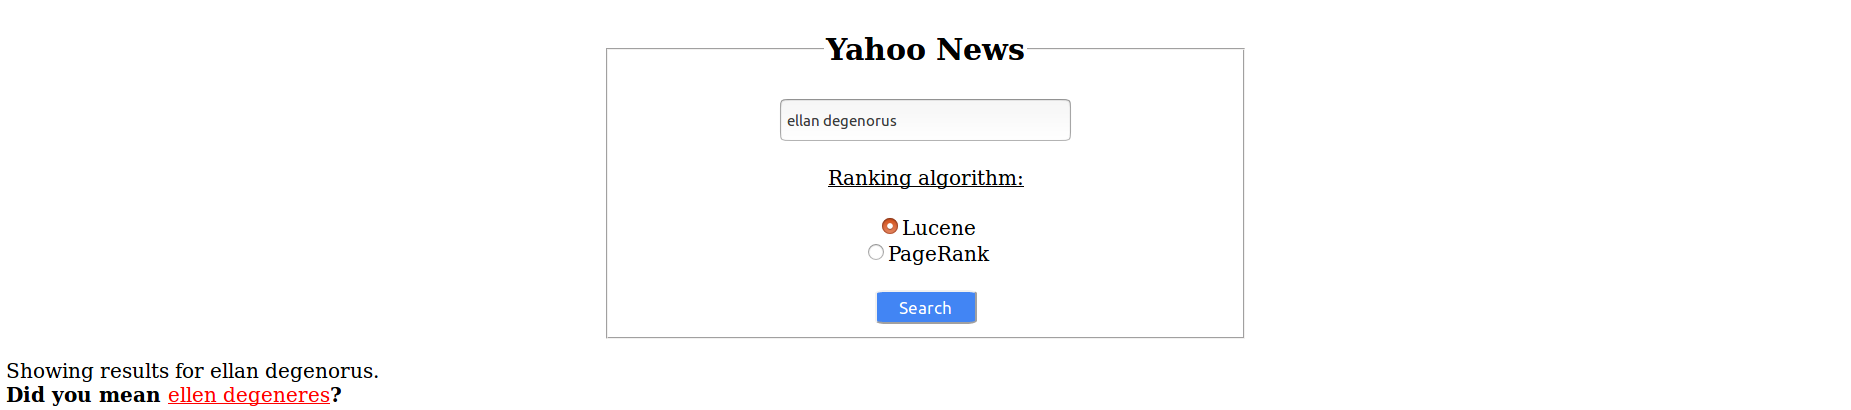 Yahoo News
ellan degenorus
Ranking algorithm:
Lucene
PageRank
Search
Showing results for ellan degenorus.
Did you mean ellen degeneres?